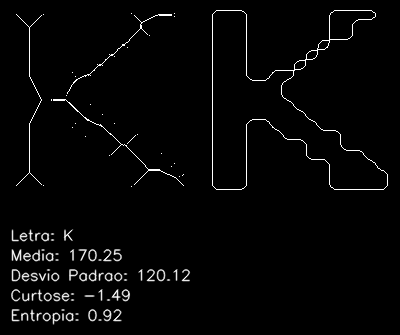 K K
Letra: K
Media: 170.25
Desvio Padrao: 120.12
Curtose: -1.49
Entropia: 0.92